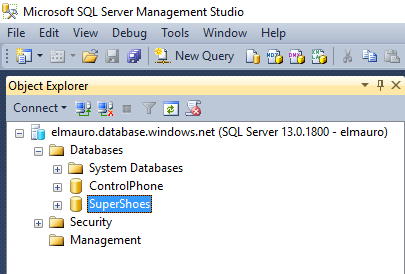 Microsoft SQL Server Management Studio
File Edit View Debug Tools Window Help
New Query
Object Explorer
Connect
elmauro.database.windows.net (SQL Server 13.0.1800 - elmauro)
Databases
System Databases
ControlPhone
SuperShoes
Security
Management